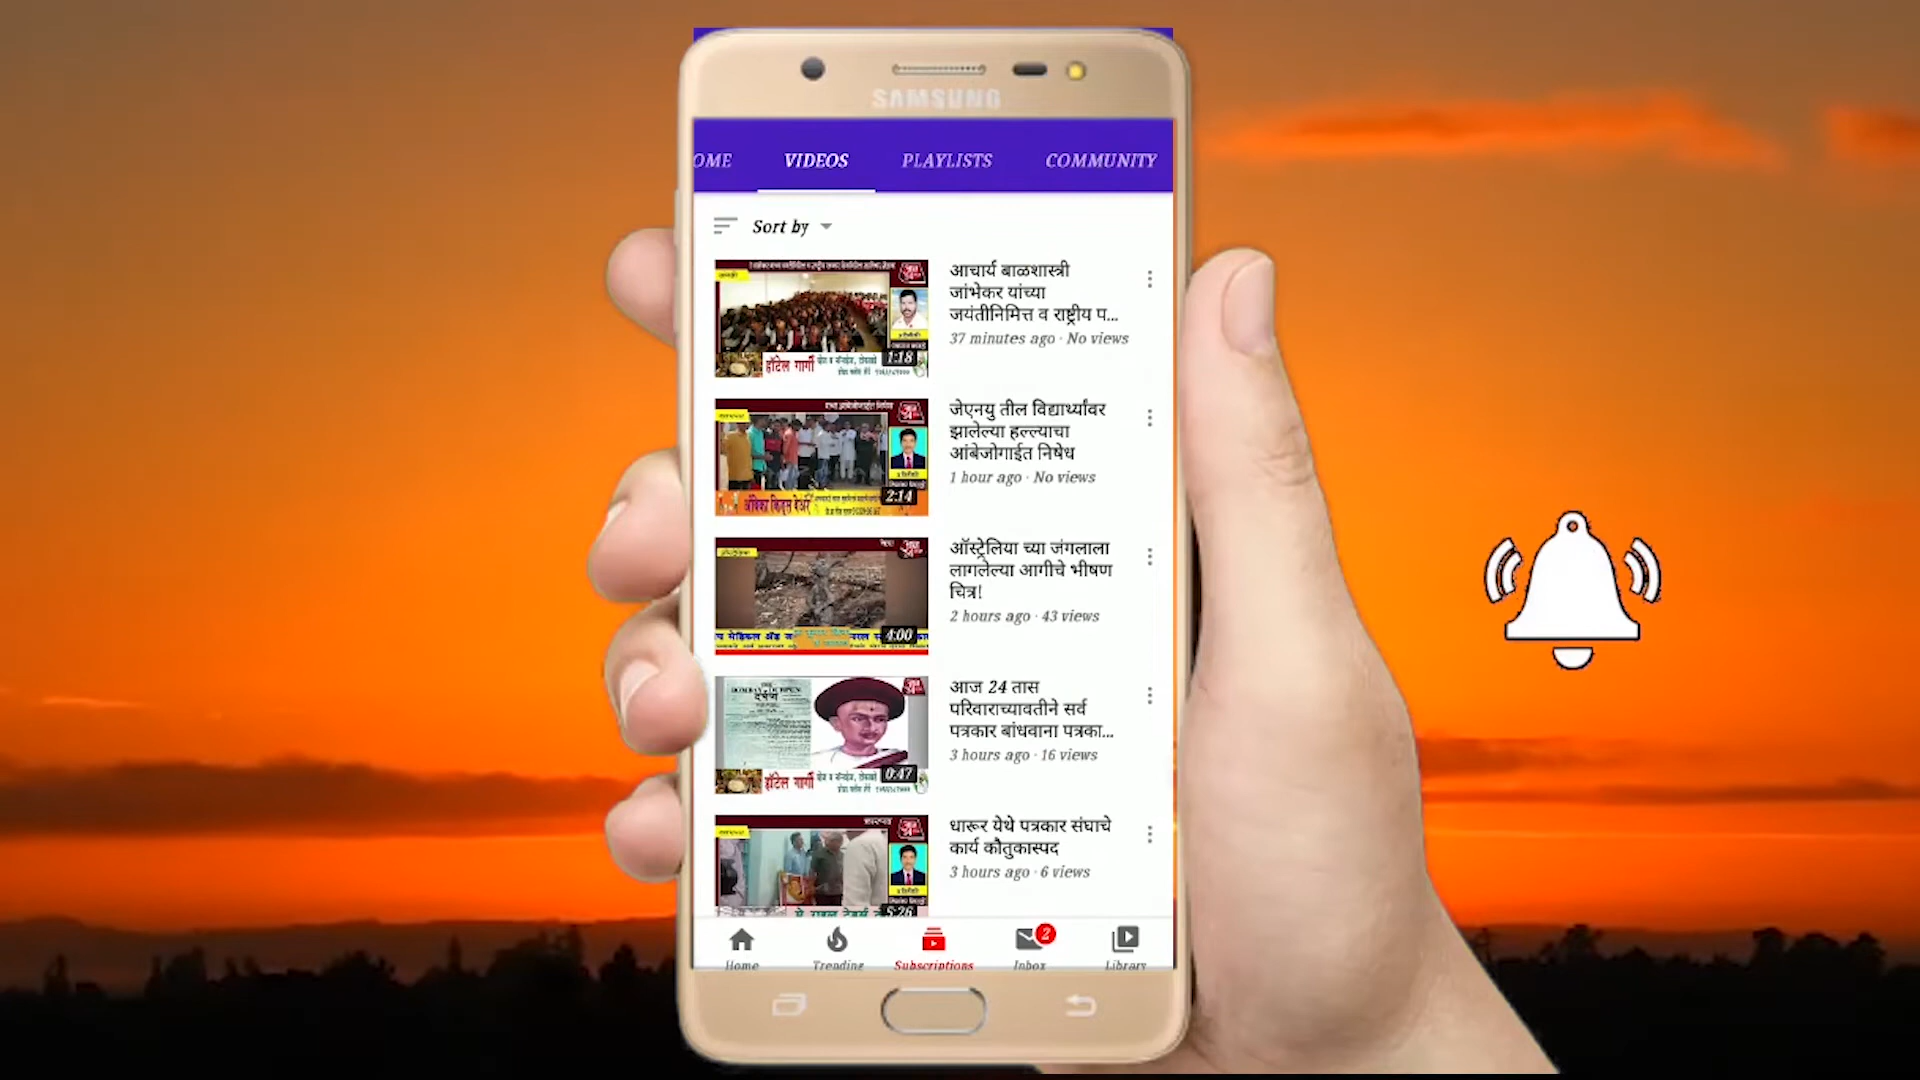 SAMSUNG
OME VIDEOS PLAYLISTS COMMUNITY
Sort by
आचार्य बाळशास्त्री
जांभेकर यांच्या
जयंतीनिमित्त व राष्ट्रीय प...
37 minutes ago · No views
हॉटेल गार्गी
1:18
जेएनयु तील विद्यार्थ्यांवर
झालेल्या हल्ल्याचा
आंबेजोगाईत निषेध
1 hour ago · No views
2:14
ऑस्ट्रेलिया च्या जंगलाला
लागलेल्या आगीचे भीषण
चित्र!
2 hours ago · 43 views
4:00
आज 24 तास
परिवाराच्यावतीने सर्व
पत्रकार बांधवाना पत्रका...
3 hours ago · 16 views
हॉटेल गार्गी
0:47
धारूर येथे पत्रकार संघाचे
कार्य कौतुकास्पद
3 hours ago · 6 views
5:26
2
Home Trending Subscriptions Inbox Library